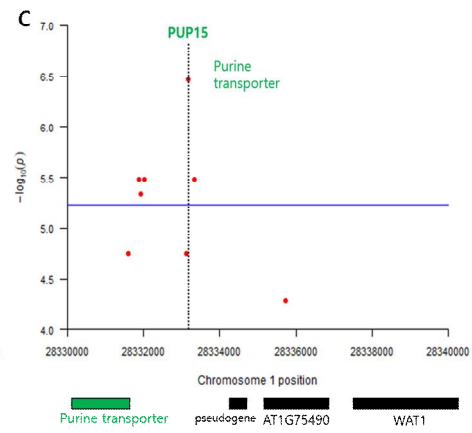 C
PUP15
Purine
transporter
7.0
6.5
6.0
5.5
5.0
4.5
4.0
−log₁₀(p)
28330000 28332000 28334000 28336000 28338000 28340000
Chromosome 1 position
Purine transporter pseudogene AT1G75490 WAT1